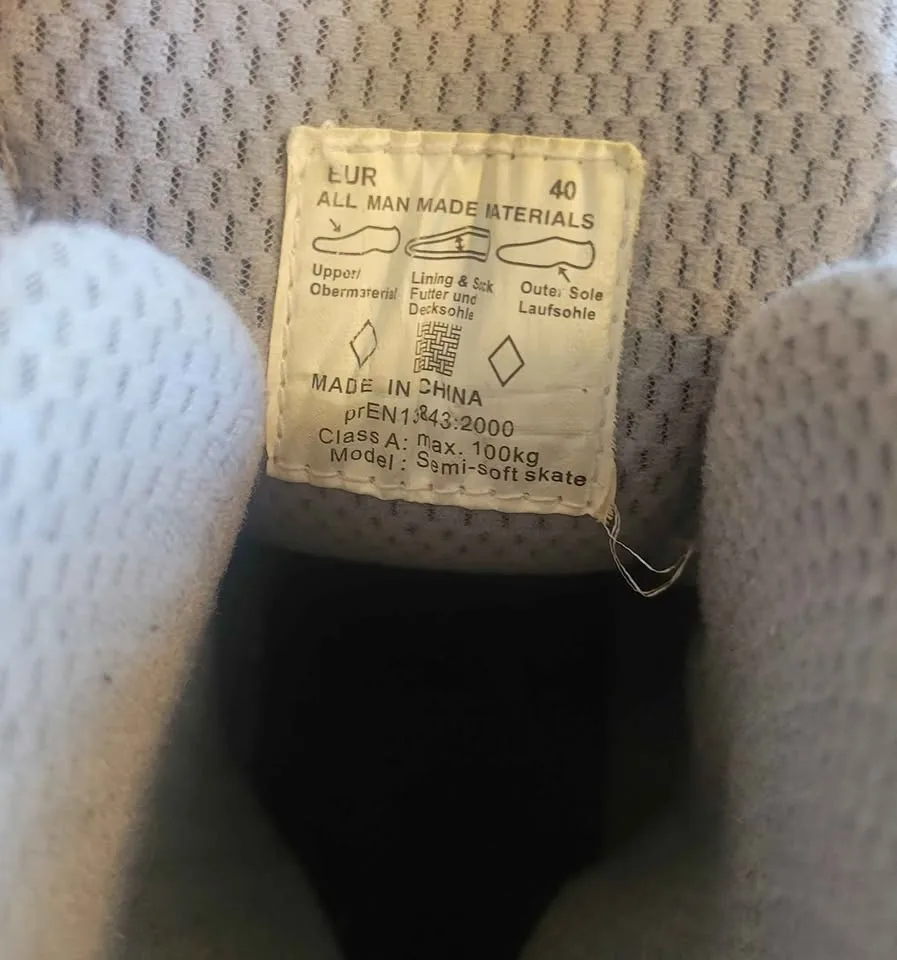 EUR 40
ALL MAN MADE MATERIALS
Upper/ Obermaterial
Lining & Sock Futter und Decksohle
Outer Sole Laufsohle
MADE IN CHINA
prEN13843:2000
Class A: max. 100kg
Model : Semi-soft skate